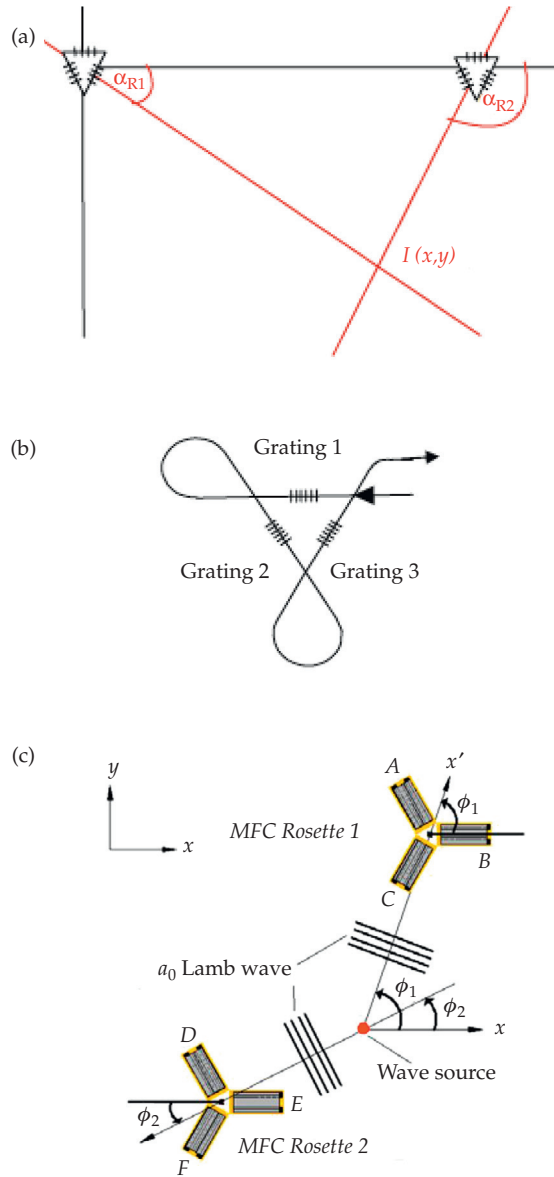 (a)
αR1
αR2
I (x,y)
(b)
Grating 1
Grating 2
Grating 3
(c)
y
x
A
x′
ϕ1
MFC Rosette 1
B
C
a0 Lamb wave
ϕ1
ϕ2
x
Wave source
D
E
ϕ2
F
MFC Rosette 2